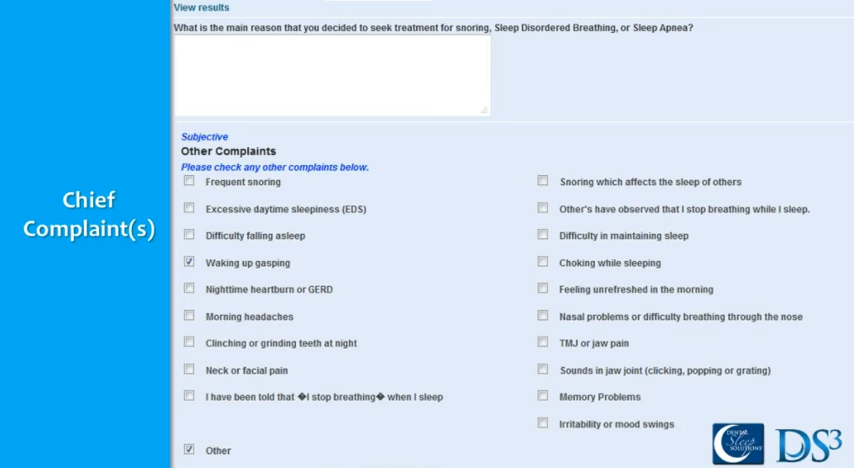 View results
What is the main reason that you decided to seek treatment for snoring, Sleep Disordered Breathing, or Sleep Apnea?
Chief
Complaint(s)
Subjective
Other Complaints
Please check any other complaints below.
Frequent snoring
Snoring which affects the sleep of others
Excessive daytime sleepiness (EDS)
Other's have observed that I stop breathing while I sleep.
Difficulty falling asleep
Difficulty in maintaining sleep
Waking up gasping
Choking while sleeping
Nighttime heartburn or GERD
Feeling unrefreshed in the morning
Morning headaches
Nasal problems or difficulty breathing through the nose
Clinching or grinding teeth at night
TMJ or jaw pain
Neck or facial pain
Sounds in jaw joint (clicking, popping or grating)
I have been told that �I stop breathing� when I sleep
Memory Problems
Irritability or mood swings
Other
DENTAL
Sleep
SOLUTIONS
DS3